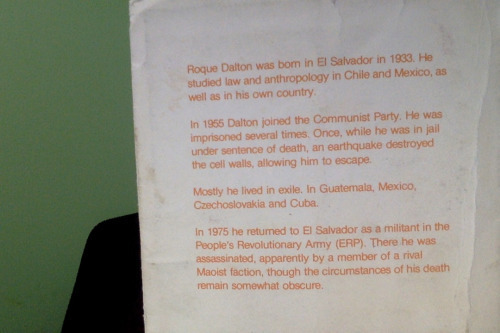 Roque Dalton was born in El Salvador in 1933. He
studied law and anthropology in Chile and Mexico, as
well as in his own country.
In 1955 Dalton joined the Communist Party. He was
imprisoned several times. Once, while he was in jail
under sentence of death, an earthquake destroyed
the cell walls, allowing him to escape.
Mostly he lived in exile. In Guatemala, Mexico,
Czechoslovakia and Cuba.
In 1975 he returned to El Salvador as a militant in the
People's Revolutionary Army (ERP). There he was
assassinated, apparently by a member of a rival
Maoist faction, though the circumstances of his death
remain somewhat obscure.